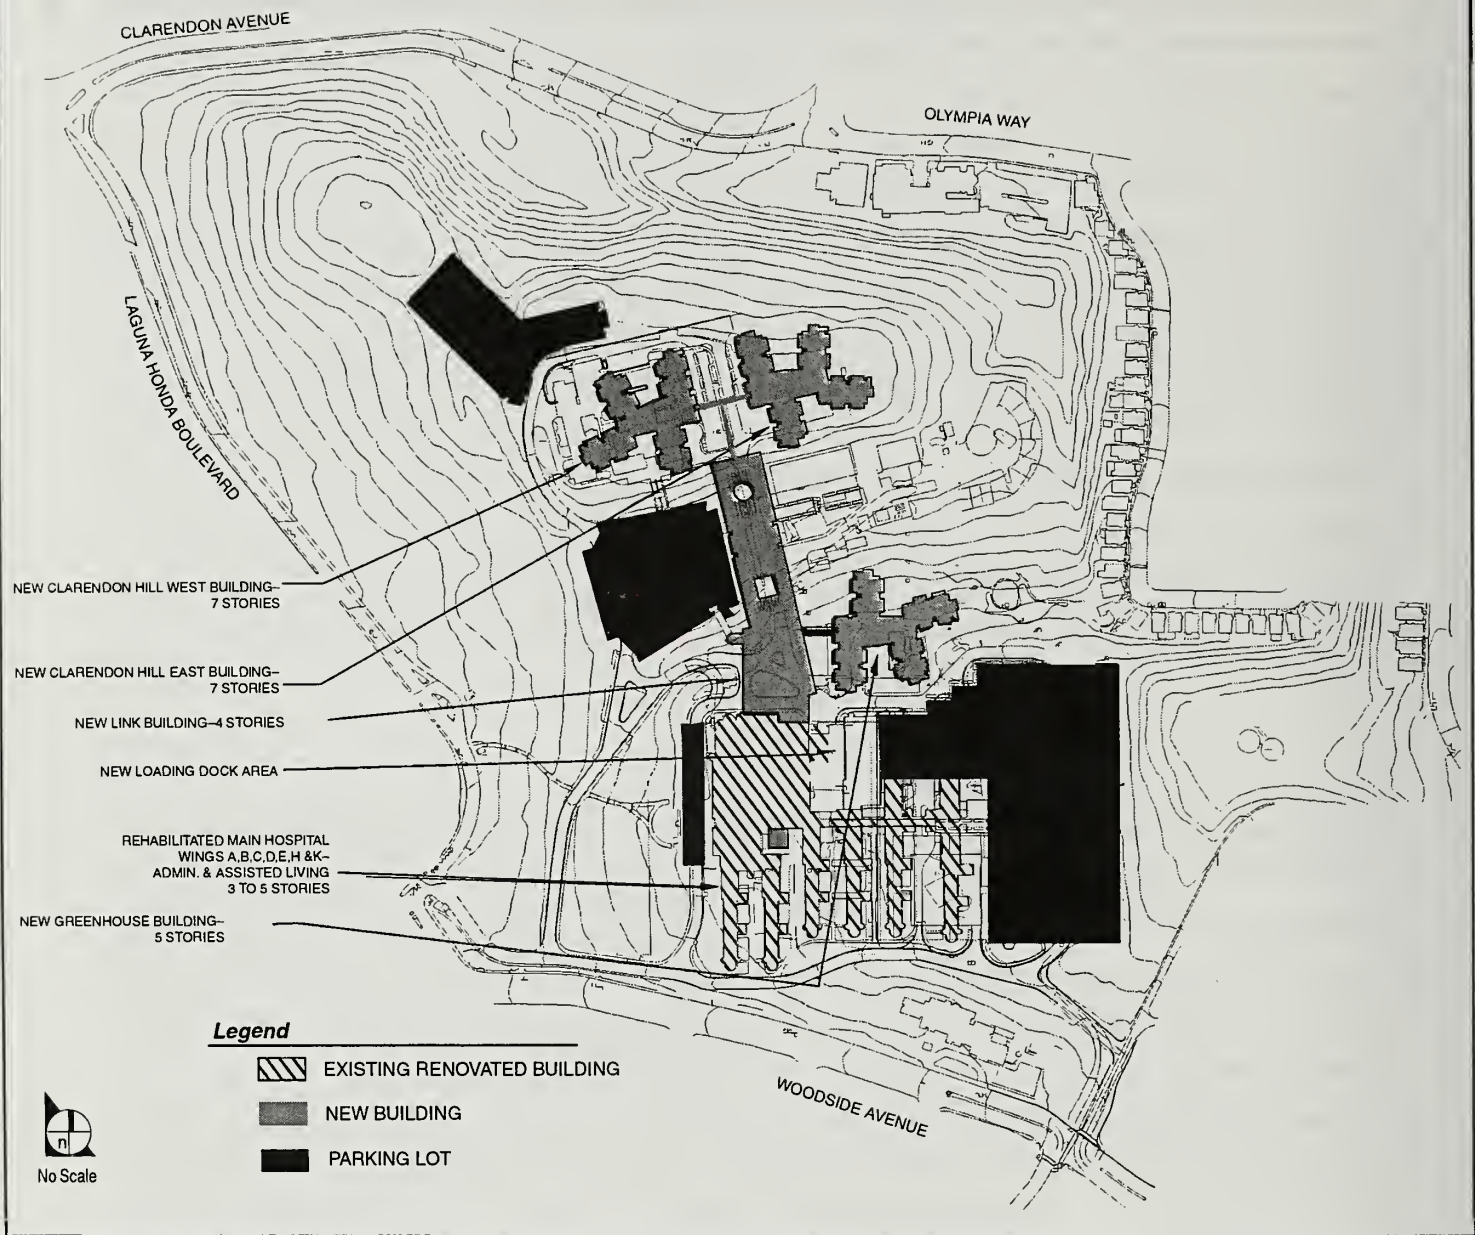 CLARENDON AVENUE
OLYMPIA WAY
LAGUNA HONDA BOULEVARD
NEW CLARENDON HILL WEST BUILDING–
7 STORIES
NEW CLARENDON HILL EAST BUILDING–
7 STORIES
NEW LINK BUILDING–4 STORIES
NEW LOADING DOCK AREA
REHABILITATED MAIN HOSPITAL
WINGS A,B,C,D,E,H &K–
ADMIN. & ASSISTED LIVING
3 TO 5 STORIES
NEW GREENHOUSE BUILDING–
5 STORIES
Legend
EXISTING RENOVATED BUILDING
NEW BUILDING
PARKING LOT
WOODSIDE AVENUE
n
No Scale